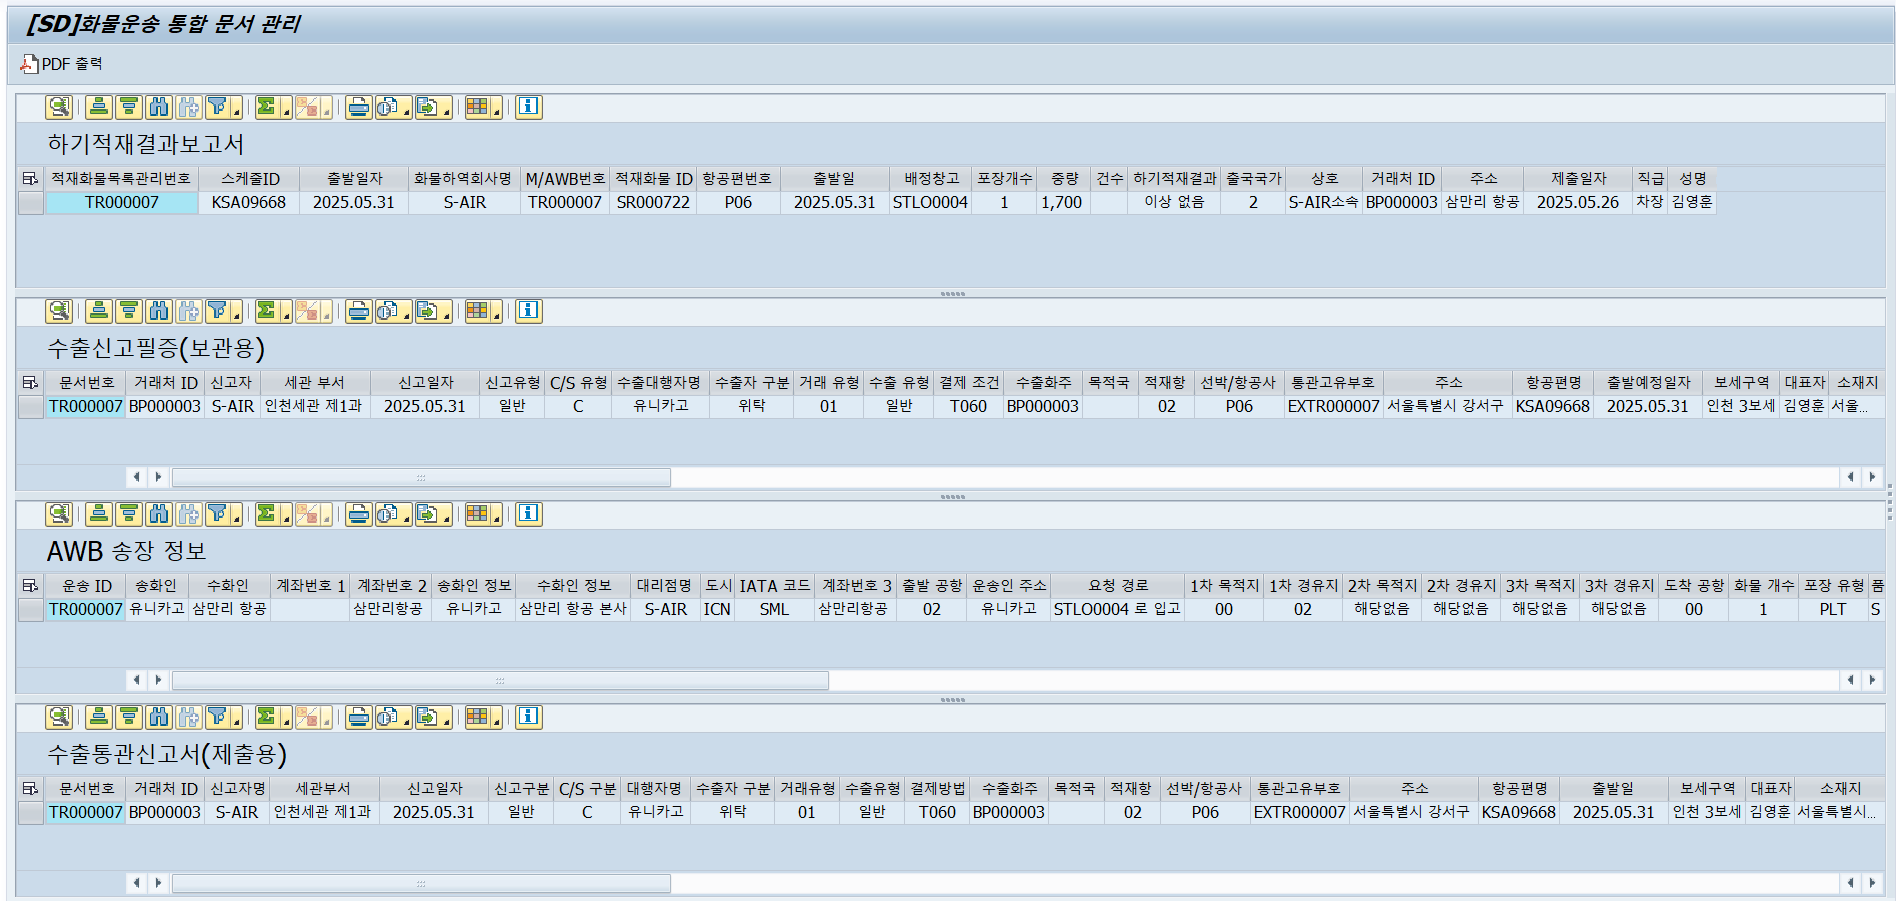 [SD]화물운송 통합 문서 관리
PDF 출력
하기적재결과보고서
적재화물목록관리번호 스케줄ID 출발일자 화물하역회사명 M/AWB번호 적재화물 ID 항공편번호 출발일 배정창고 포장개수 중량 건수 하기적재결과 출국국가 상호 거래처 ID 주소 제출일자 직급 성명
TR000007 KSA09668 2025.05.31 S-AIR TR000007 SR000722 P06 2025.05.31 STLO0004 1 1,700 이상 없음 2 S-AIR소속 BP000003 삼만리 항공 2025.05.26 차장 김영훈
수출신고필증(보관용)
문서번호 거래처 ID 신고자 세관 부서 신고일자 신고유형 C/S 유형 수출대행자명 수출자 구분 거래 유형 수출 유형 결제 조건 수출화주 목적국 적재항 선박/항공사 통관고유부호 주소 항공편명 출발예정일자 보세구역 대표자 소재지
TR000007 BP000003 S-AIR 인천세관 제1과 2025.05.31 일반 C 유니카고 위탁 01 일반 T060 BP000003 02 P06 EXTR000007 서울특별시 강서구 KSA09668 2025.05.31 인천 3보세 김영훈 서울...
AWB 송장 정보
운송 ID 송화인 수화인 계좌번호 1 계좌번호 2 송화인 정보 수화인 정보 대리점명 도시 IATA 코드 계좌번호 3 출발 공항 운송인 주소 요청 경로 1차 목적지 1차 경유지 2차 목적지 2차 경유지 3차 목적지 3차 경유지 도착 공항 화물 개수 포장 유형 품
TR000007 유니카고 삼만리 항공 삼만리항공 유니카고 삼만리 항공 본사 S-AIR ICN SML 삼만리항공 02 유니카고 STLO0004 로 입고 00 02 해당없음 해당없음 해당없음 해당없음 00 1 PLT S
수출통관신고서(제출용)
문서번호 거래처 ID 신고자명 세관부서 신고일자 신고구분 C/S 구분 대행자명 수출자 구분 거래유형 수출유형 결제방법 수출화주 목적국 적재항 선박/항공사 통관고유부호 주소 항공편명 출발일 보세구역 대표자 소재지
TR000007 BP000003 S-AIR 인천세관 제1과 2025.05.31 일반 C 유니카고 위탁 01 일반 T060 BP000003 02 P06 EXTR000007 서울특별시 강서구 KSA09668 2025.05.31 인천 3보세 김영훈 서울특별시...